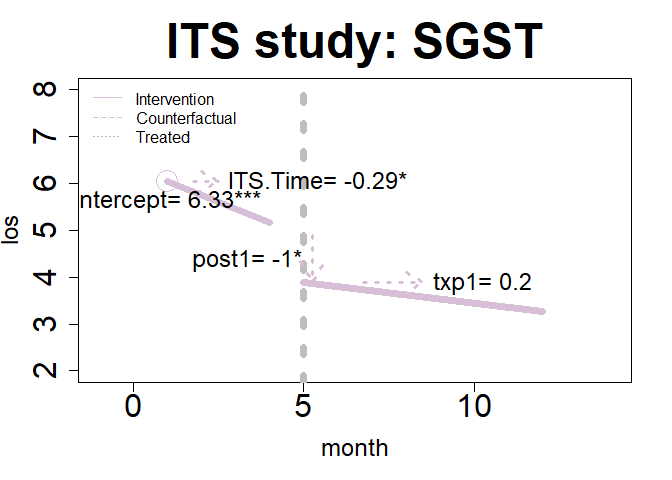 ITS study: SGST
Intervention
Counterfactual
Treated
ITS.Time= -0.29*
ntercept= 6.33***
post1= -1*
txp1= 0.2
los
8
7
6
5
4
3
2
0
5
10
month